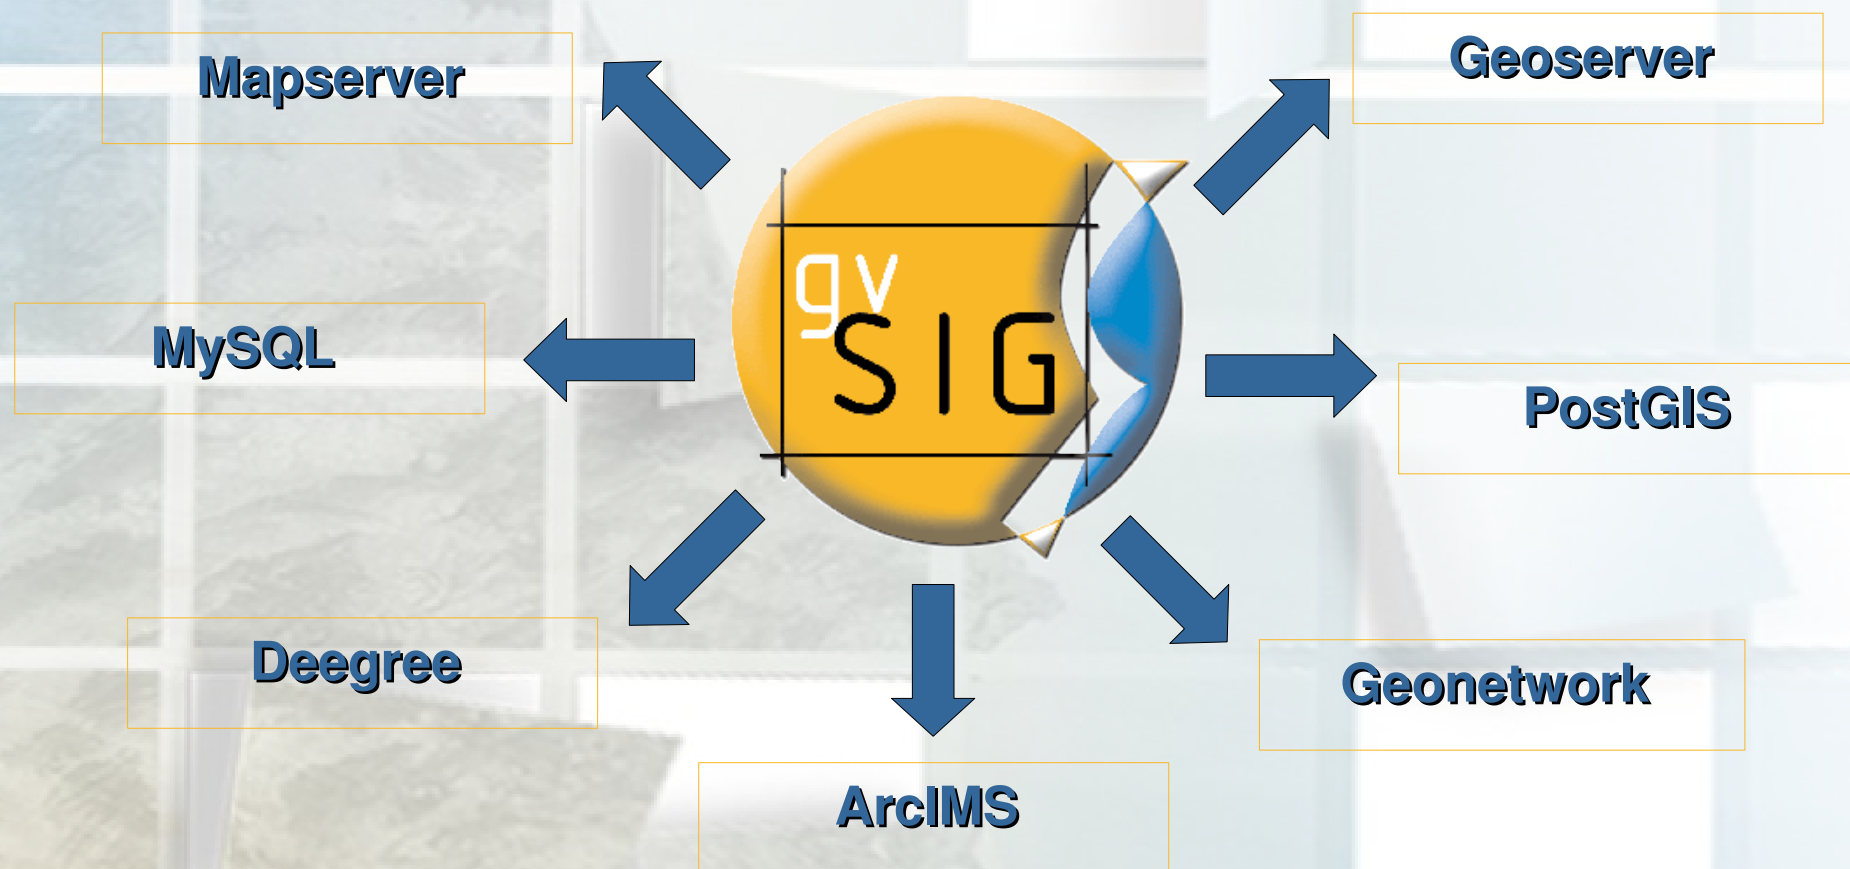 Mapserver
Geoserver
gv
SIG
MySQL
PostGIS
Deegree
Geonetwork
ArcIMS